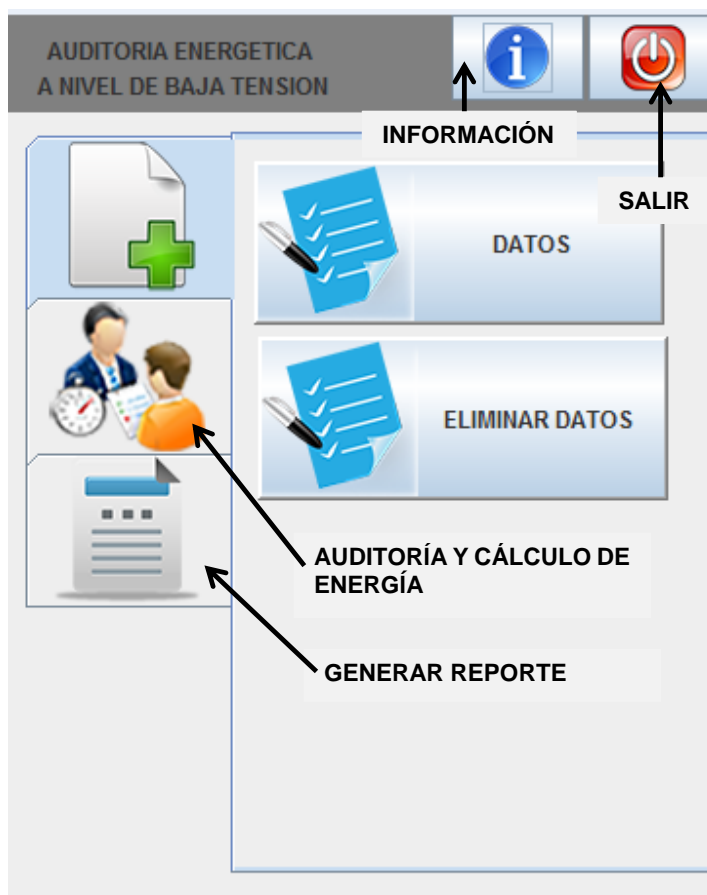 AUDITORIA ENERGETICA
A NIVEL DE BAJA TENSION
INFORMACIÓN
SALIR
DATOS
ELIMINAR DATOS
AUDITORÍA Y CÁLCULO DE
ENERGÍA
GENERAR REPORTE